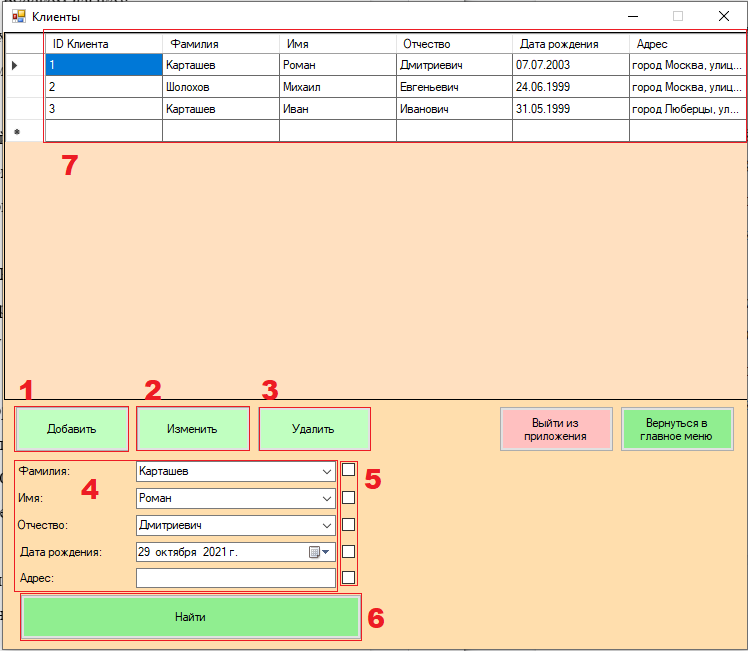 Клиенты
ID Клиента Фамилия Имя Отчество Дата рождения Адрес
1 Карташев Роман Дмитриевич 07.07.2003 город Москва, улиц...
2 Шолохов Михаил Евгеньевич 24.06.1999 город Москва, улиц...
3 Карташев Иван Иванович 31.05.1999 город Люберцы, ул...
7
1 2 3
Добавить Изменить Удалить Выйти из приложения Вернуться в главное меню
Фамилия: Карташев
4 5
Имя: Роман
Отчество: Дмитриевич
Дата рождения: 29 октября 2021 г.
Адрес:
Найти 6